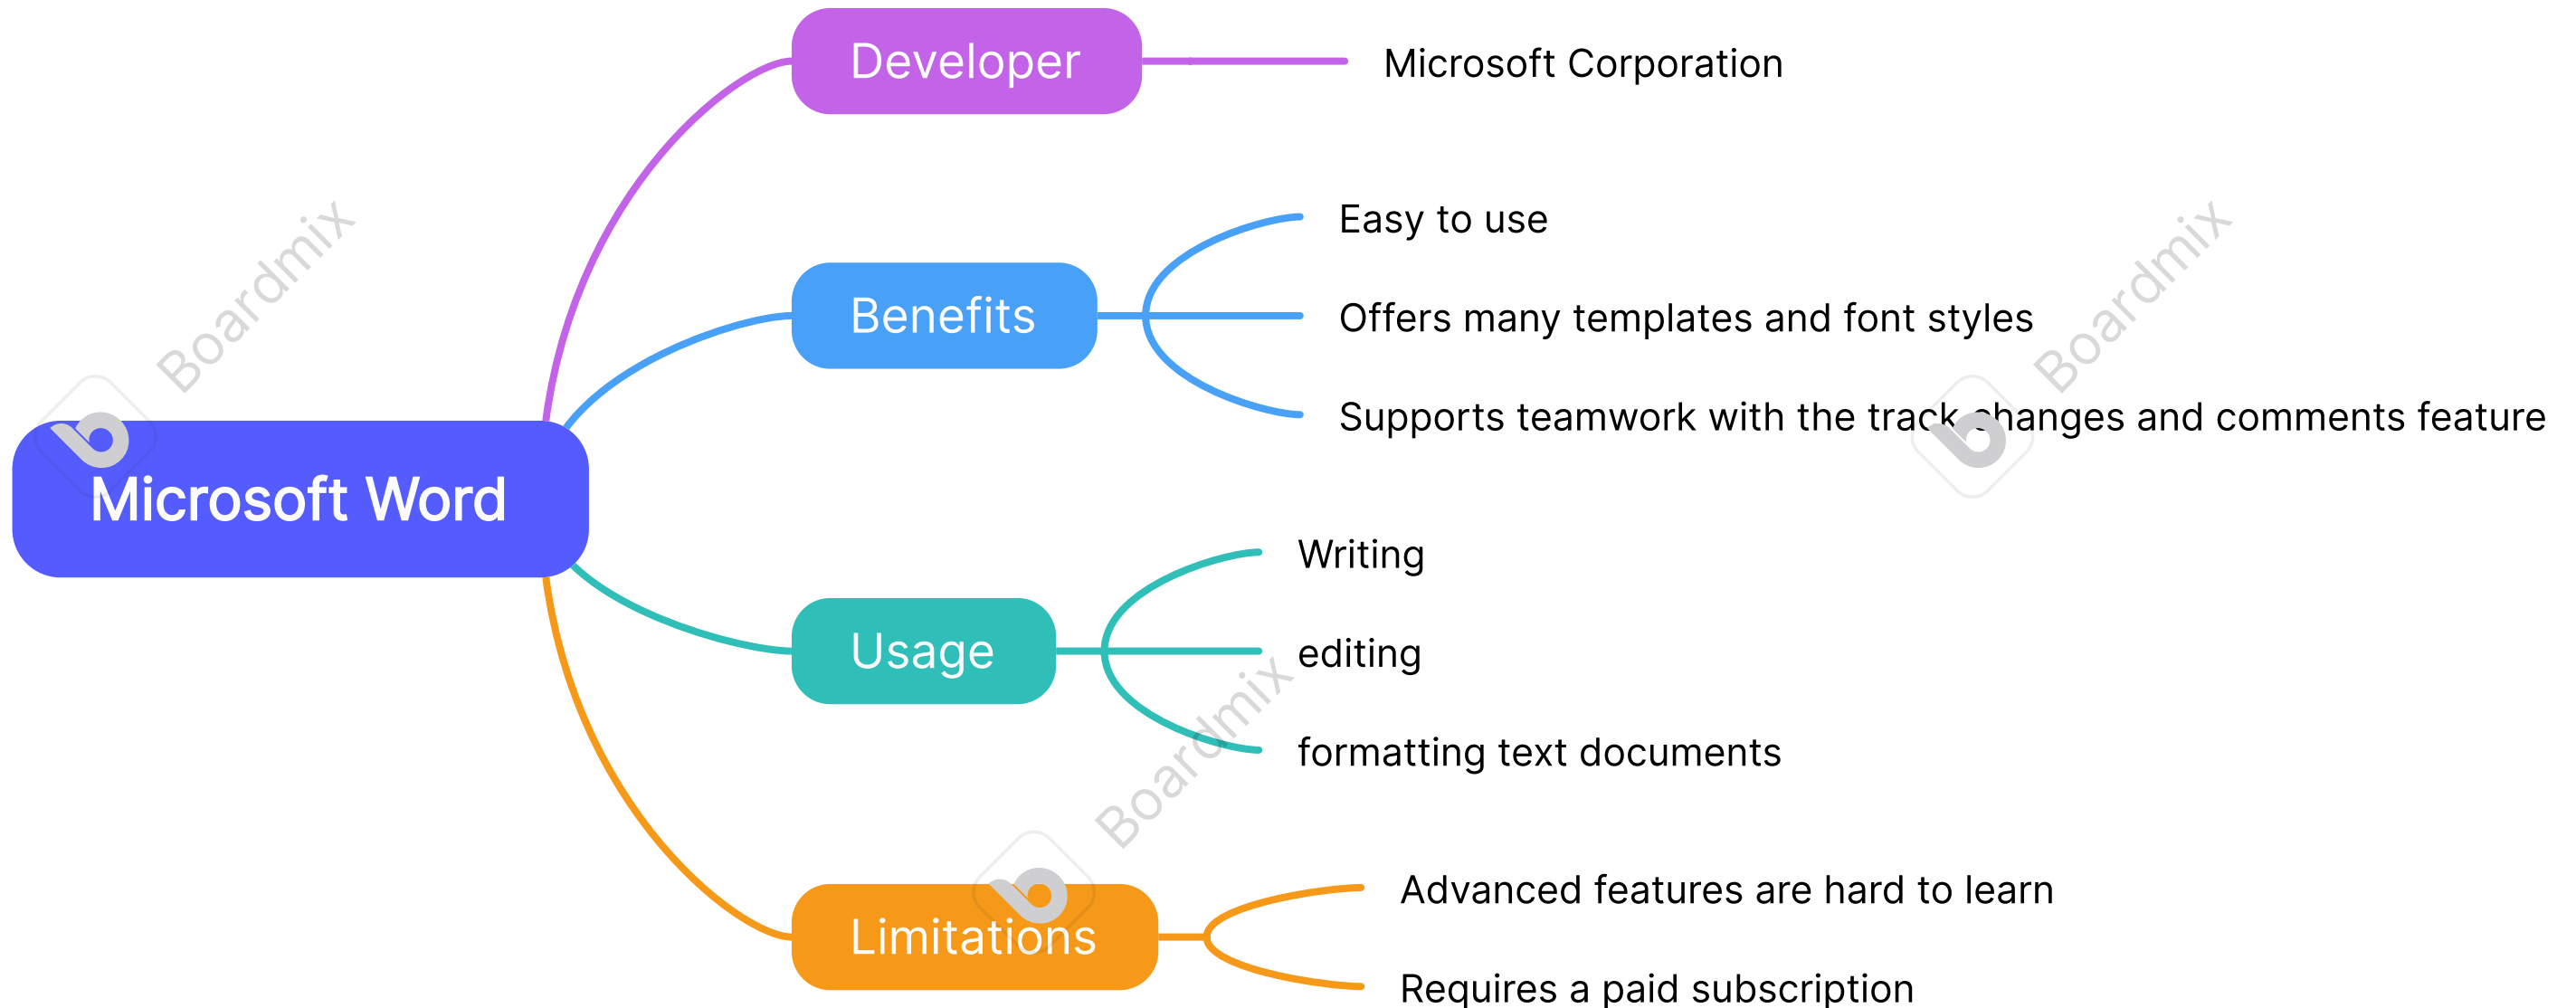 Developer
Microsoft Corporation
Benefits
Easy to use
Offers many templates and font styles
Supports teamwork with the track changes and comments feature
Microsoft Word
Usage
Writing
editing
formatting text documents
Limitations
Advanced features are hard to learn
Requires a paid subscription
Boardmix
Boardmix
Boardmix